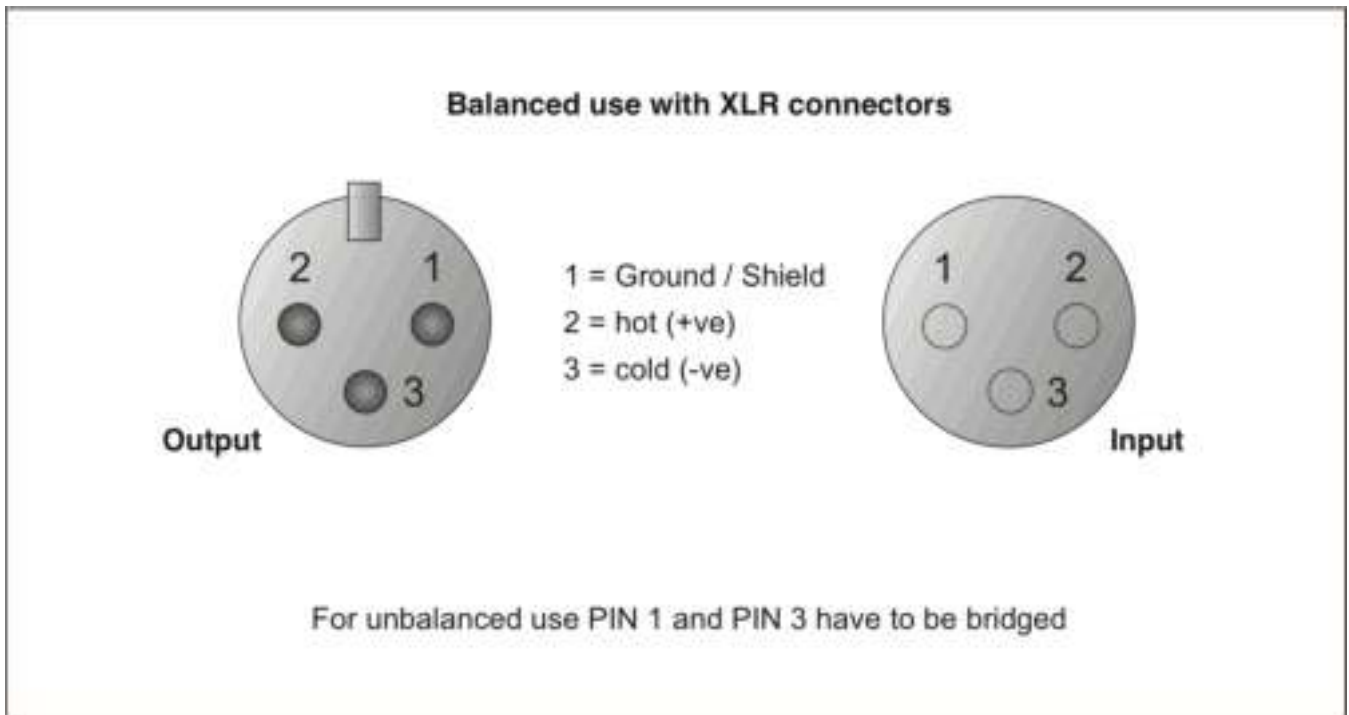 Balanced use with XLR connectors
2 1
3
Output
1 = Ground / Shield
2 = hot (+ve)
3 = cold (-ve)
1 2
3
Input
For unbalanced use PIN 1 and PIN 3 have to be bridged